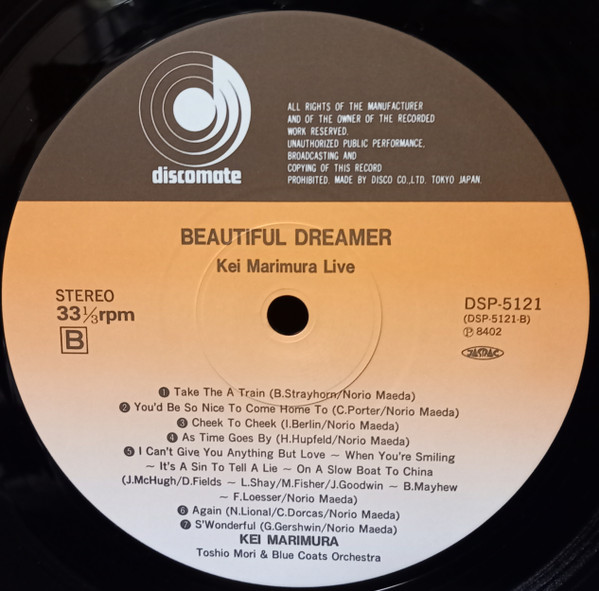 discomate
ALL RIGHTS OF THE MANUFACTURER
AND OF THE OWNER OF THE RECORDED
WORK RESERVED.
UNAUTHORIZED PUBLIC PERFORMANCE,
BROADCASTING AND
COPYING OF THIS RECORD
PROHIBITED. MADE BY DISCO CO.,LTD. TOKYO JAPAN.
BEAUTIFUL DREAMER
Kei Marimura Live
STEREO
33 1/3 rpm
B
DSP-5121
(DSP-5121-B)
Ⓟ 8402
JASRAC
❶ Take The A Train (B.Strayhorn/Norio Maeda)
❷ You'd Be So Nice To Come Home To (C.Porter/Norio Maeda)
❸ Cheek To Cheek (I.Berlin/Norio Maeda)
❹ As Time Goes By (H.Hupfeld/Norio Maeda)
❺ I Can't Give You Anything But Love ~ When You're Smiling
~ It's A Sin To Tell A Lie ~ On A Slow Boat To China
(J.McHugh/D.Fields ~ L.Shay/M.Fisher/J.Goodwin ~ B.Mayhew
~ F.Loesser/Norio Maeda)
❻ Again (N.Lional/C.Dorcas/Norio Maeda)
❼ S'Wonderful (G.Gershwin/Norio Maeda)
KEI MARIMURA
Toshio Mori & Blue Coats Orchestra